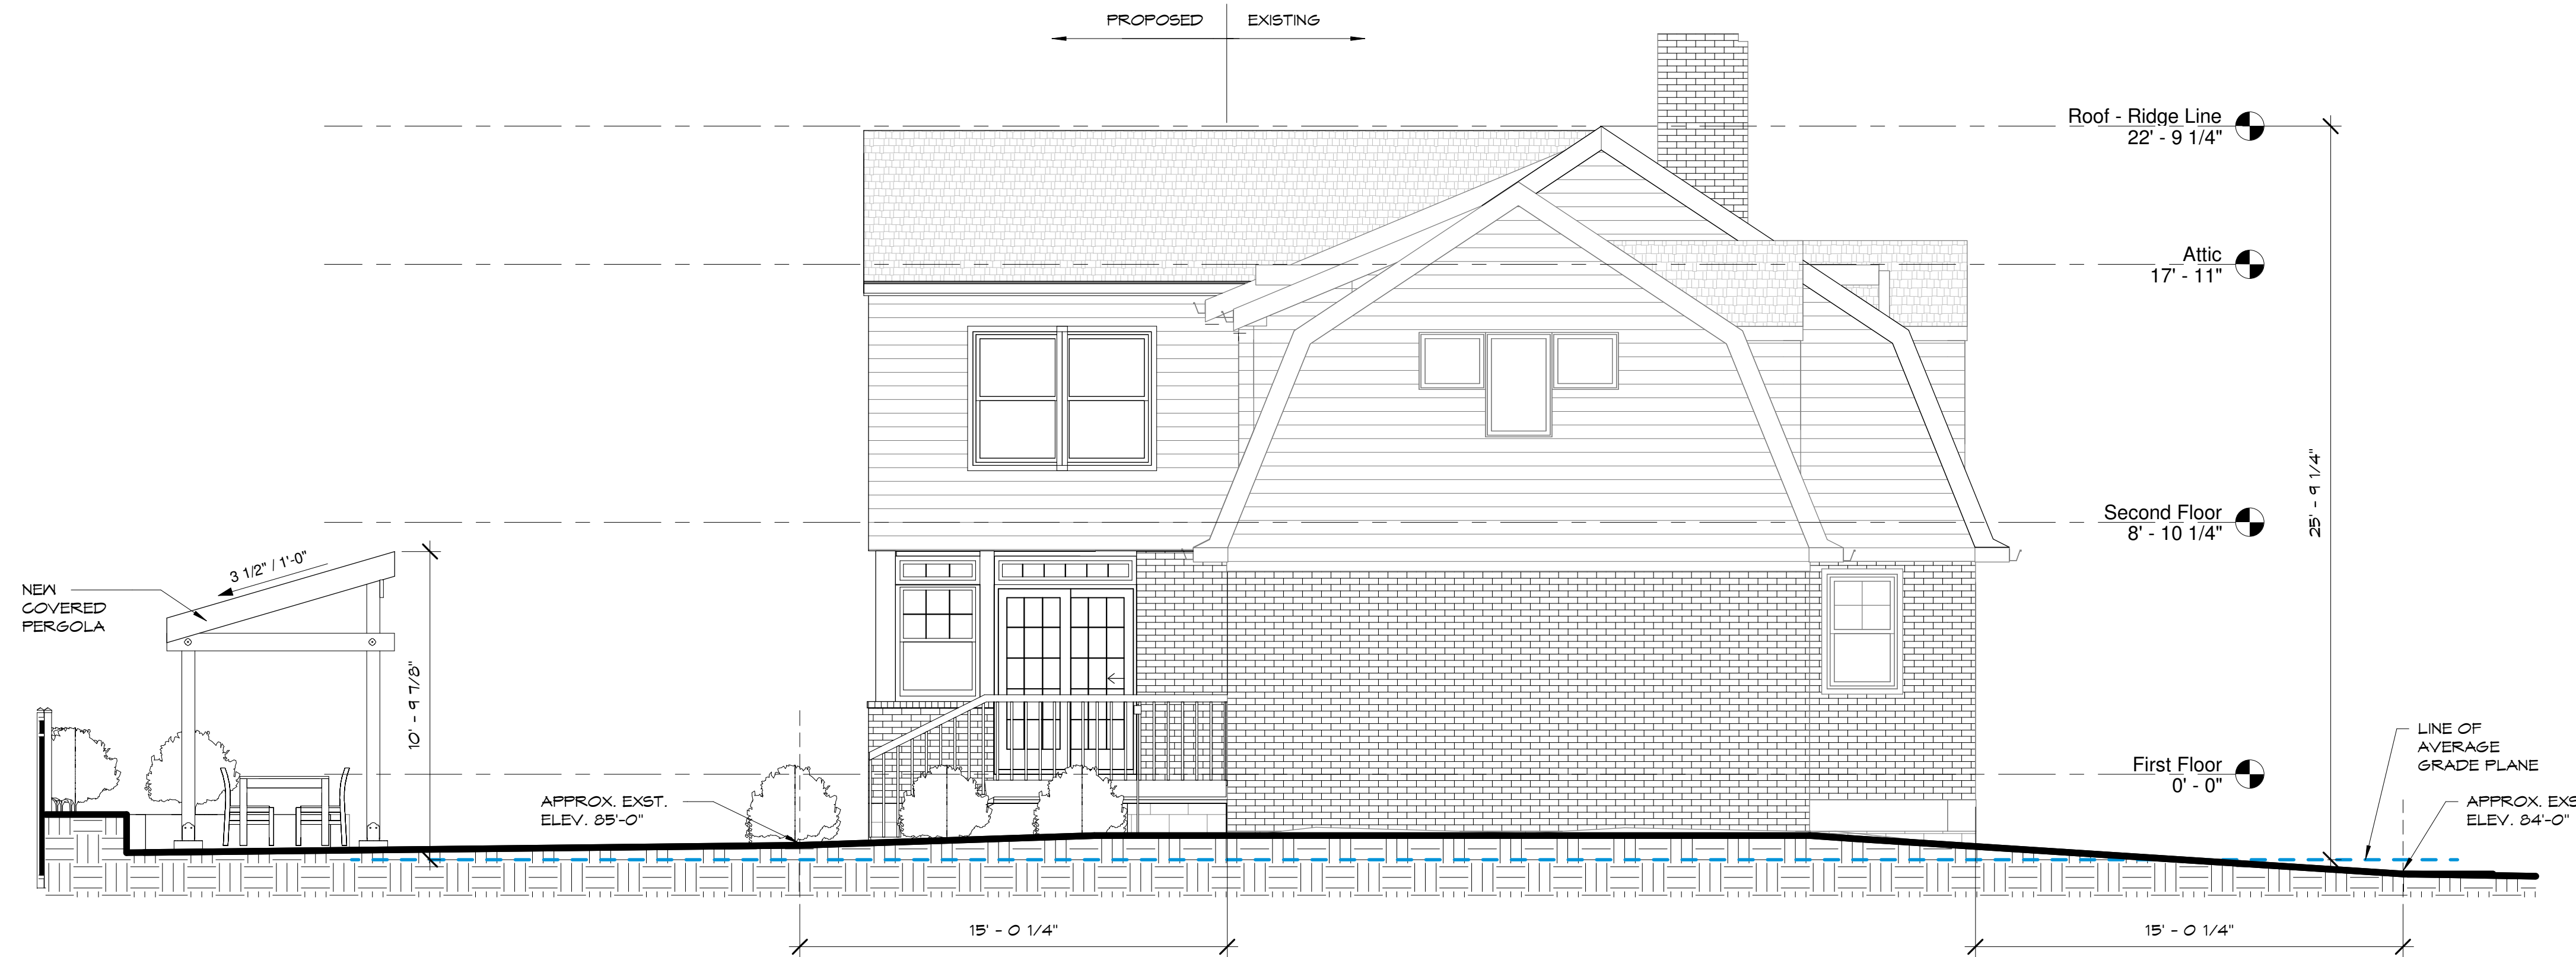 PROPOSED
EXISTING
Roof - Ridge Line
22' - 9 1/4"
Attic
17' - 11"
25' - 9 1/4"
Second Floor
8' - 10 1/4"
3 1/2" / 1'-0"
NEW
COVERED
PERGOLA
10' - 9 7/8"
LINE OF
AVERAGE
GRADE PLANE
First Floor
0' - 0"
APPROX. EXST.
ELEV. 85'-0"
APPROX. EXS
ELEV. 84'-0"
15' - 0 1/4"
15' - 0 1/4"